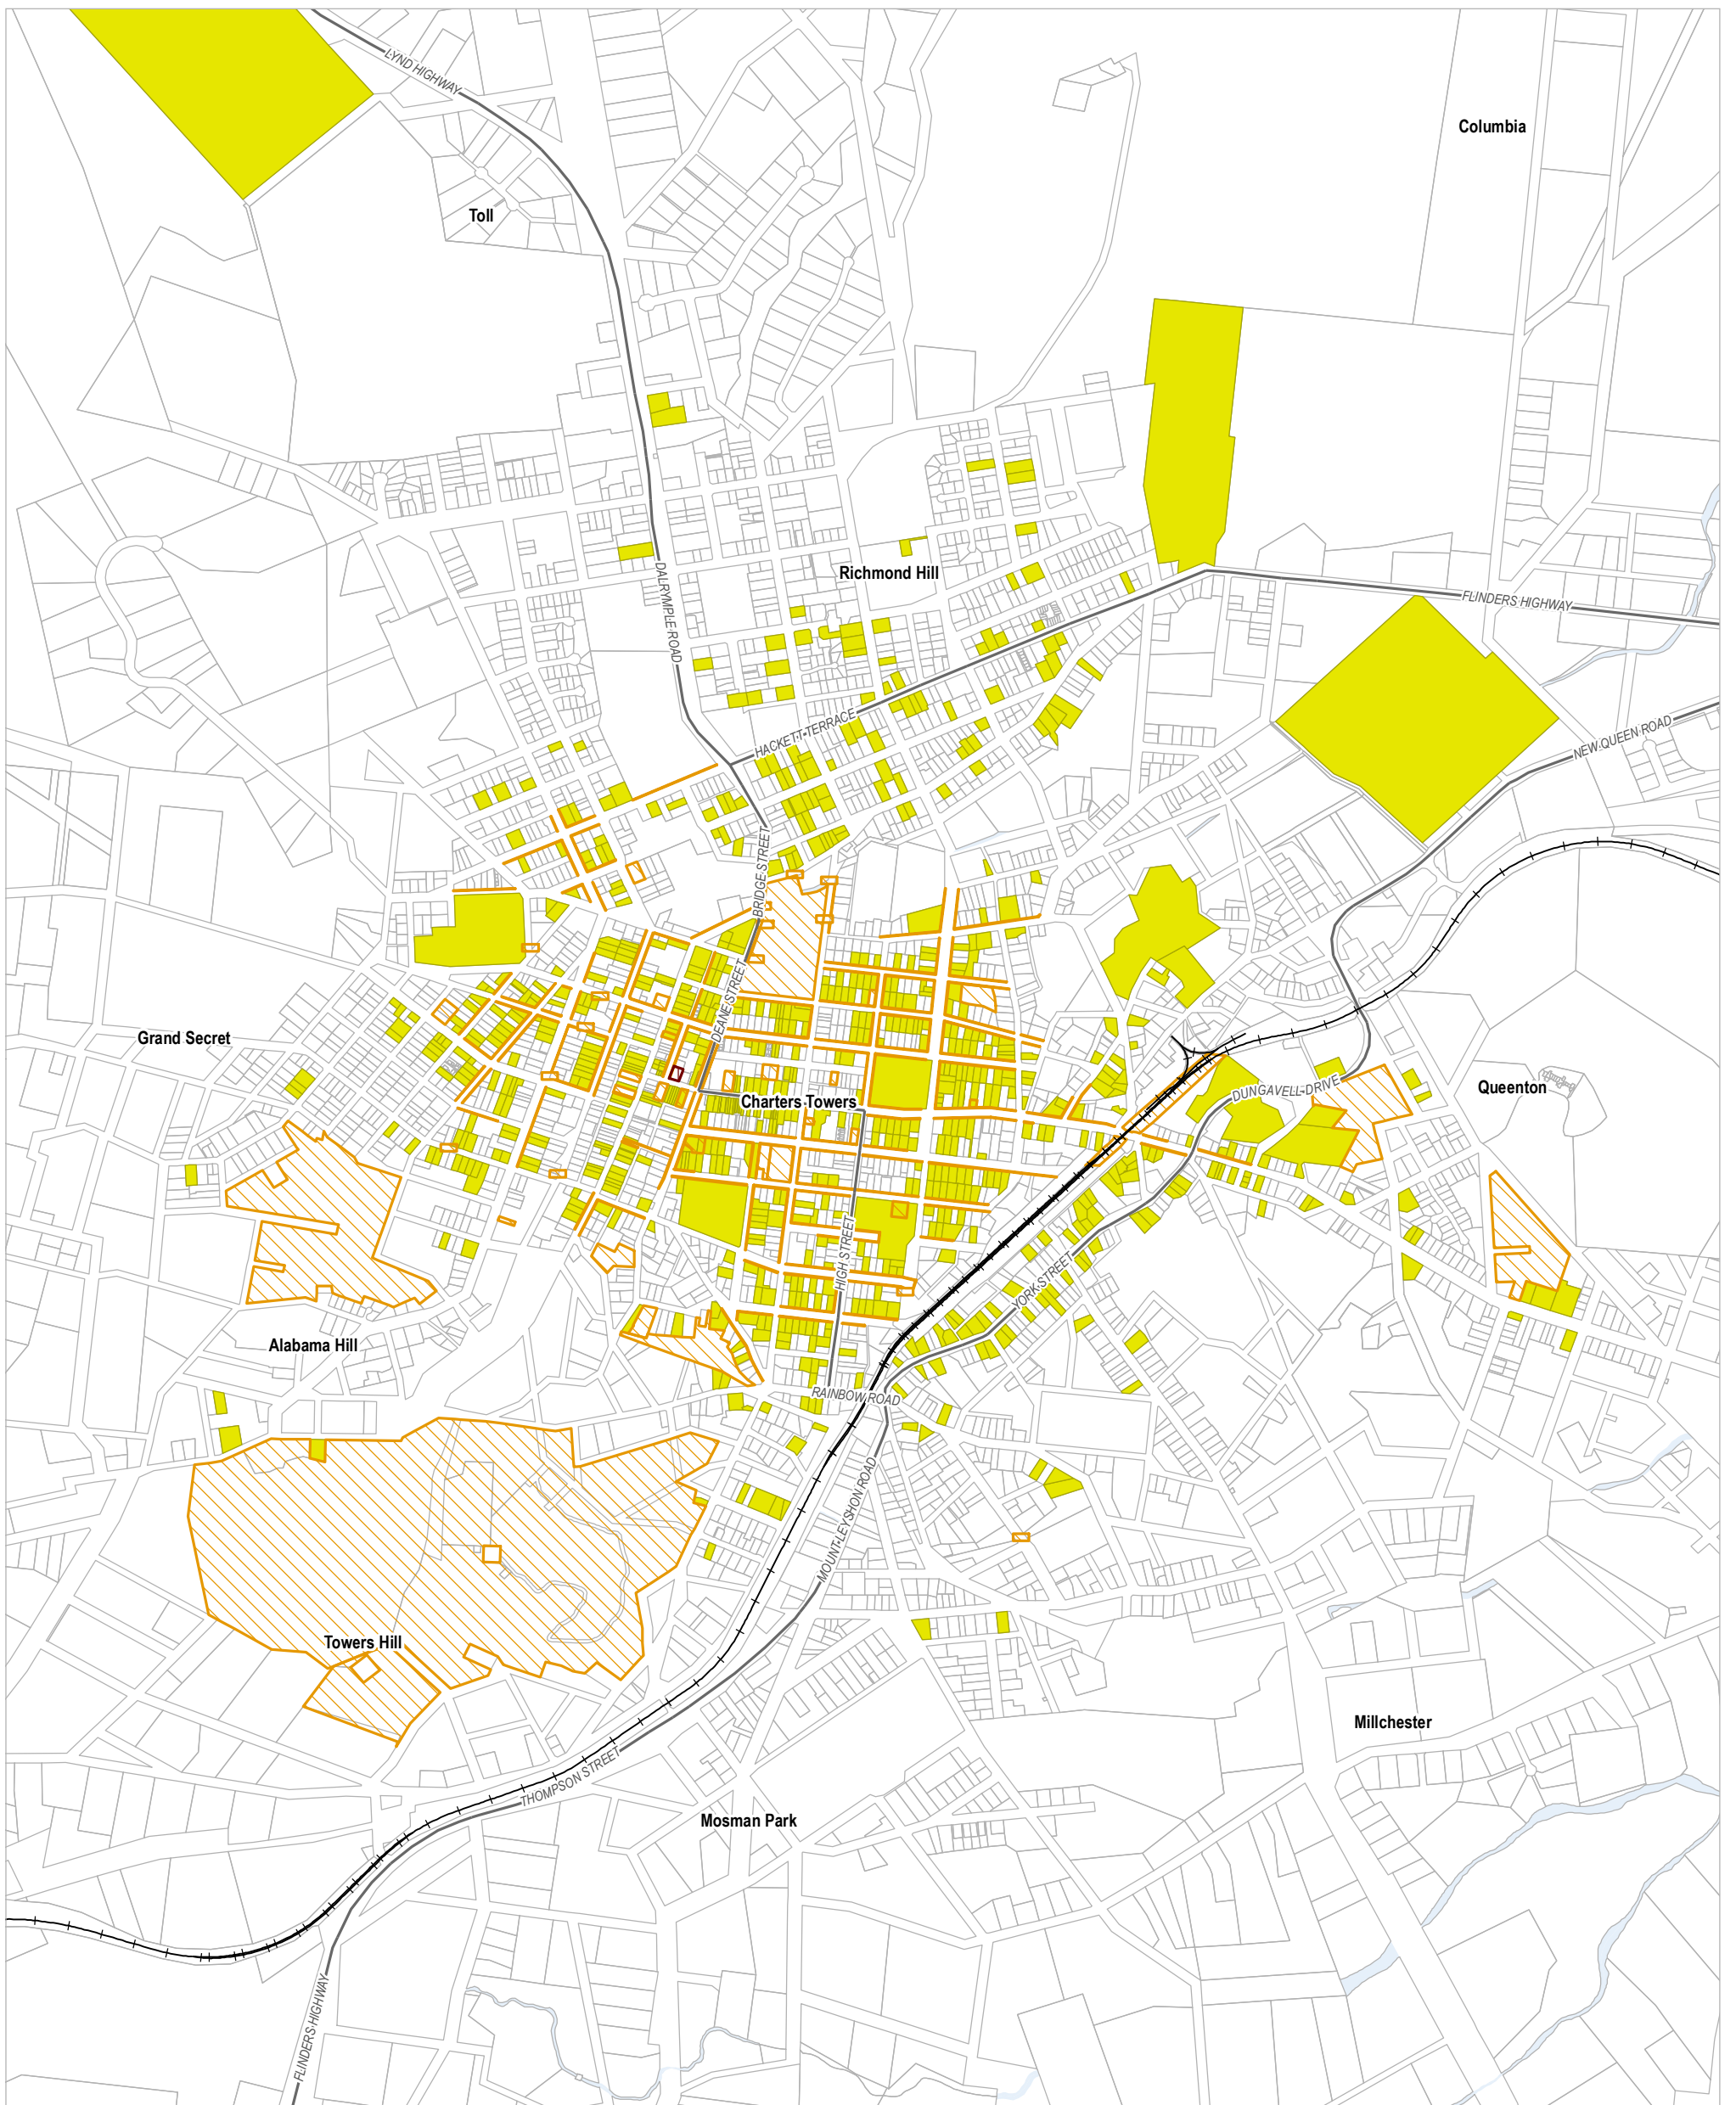 LYND HIGHWAY
Columbia
Toll
Richmond Hill
DALRYMPLE ROAD
FLINDERS HIGHWAY
HACKETT TERRACE
NEW QUEEN ROAD
BRIDGE STREET
DEANE STREET
Grand Secret
Charters Towers
DUNGAVELL DRIVE
Queenton
HIGH STREET
YORK STREET
Alabama Hill
RAINBOW ROAD
MOUNT LEYSHON ROAD
Towers Hill
Millchester
THOMPSON STREET
Mosman Park
FLINDERS HIGHWAY